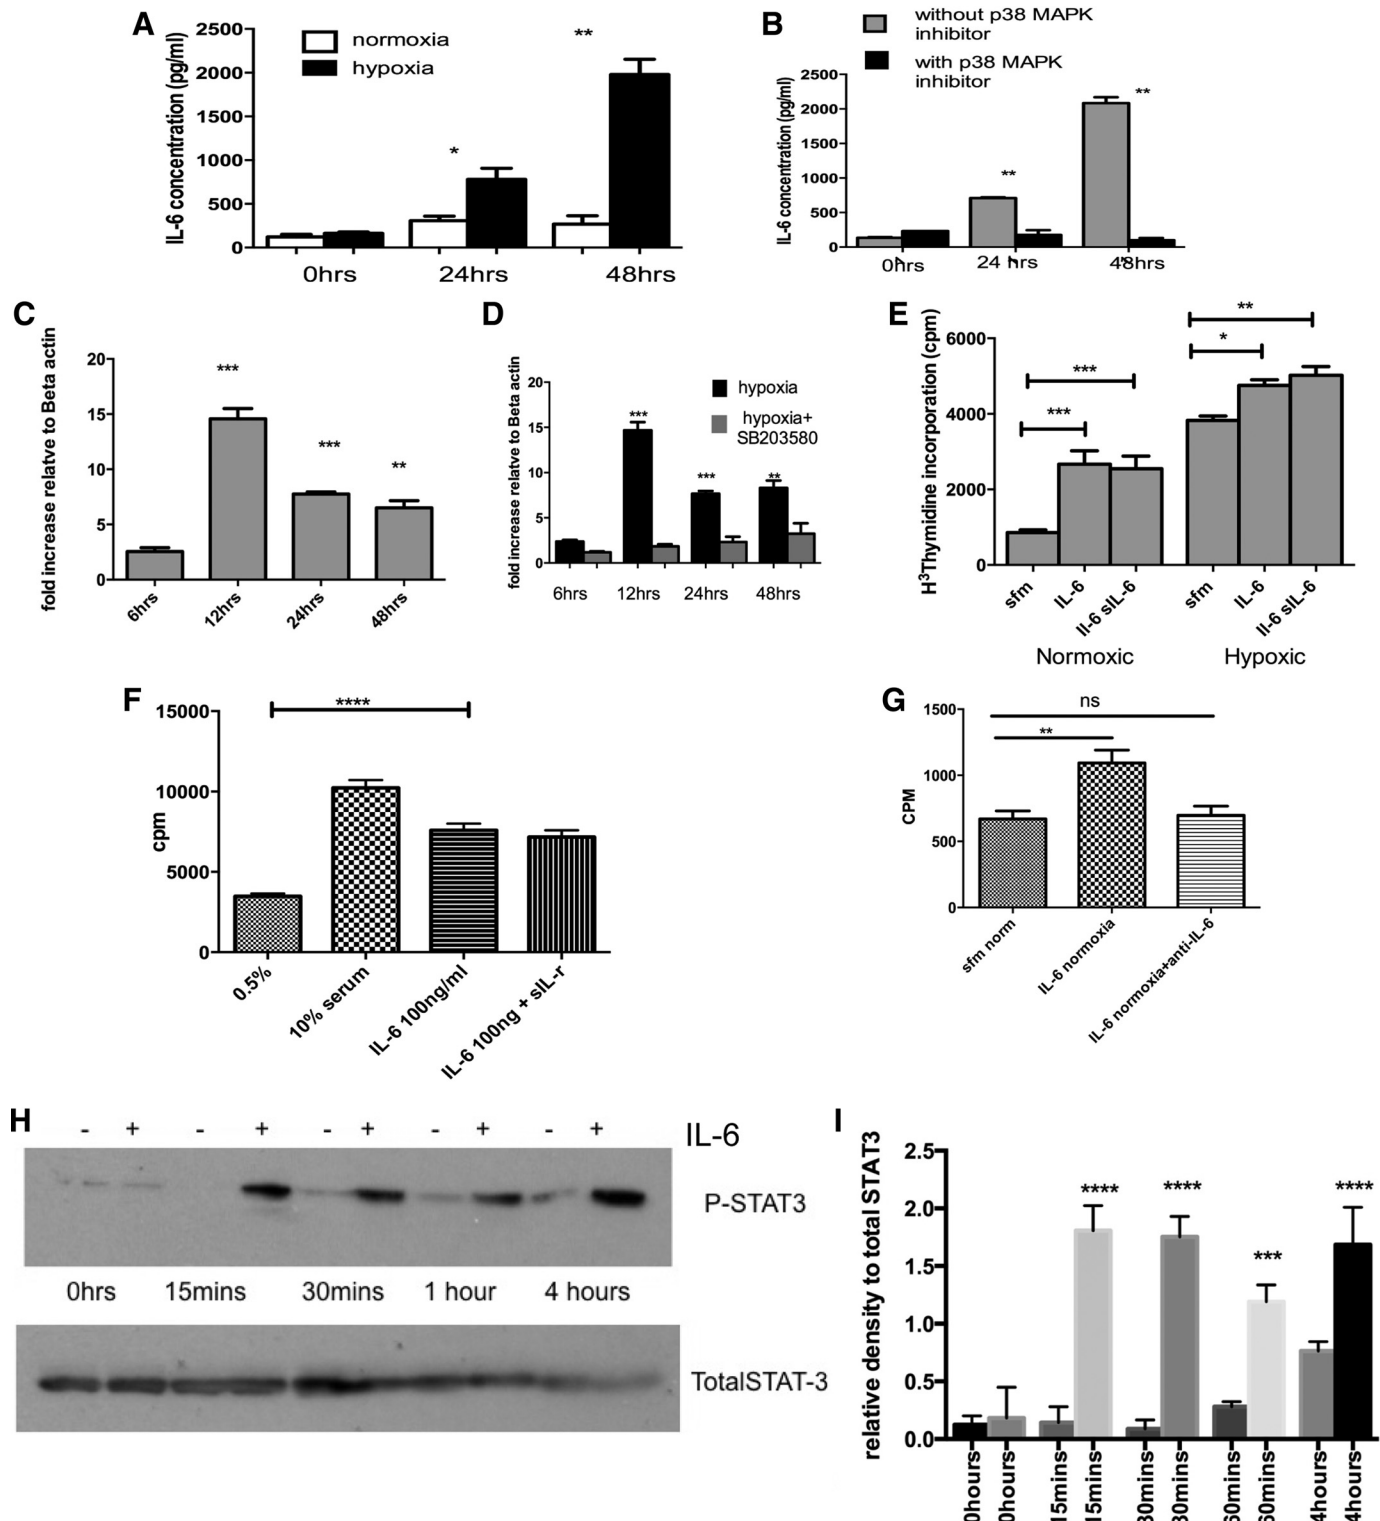 A
IL-6 concentration (pg/ml)
2500
2000
1500
1000
500
0
normoxia
hypoxia
*
**
0hrs 24hrs 48hrs
B
without p38 MAPK
inhibitor
with p38 MAPK
inhibitor
IL-6 concentration (pg/ml)
2500
2000
1500
1000
500
0
**
**
0hrs 24 hrs 48hrs
C
fold increase relatve to Beta actin
20
15
10
5
0
***
***
**
6hrs 12hrs 24hrs 48hrs
D
fold increase relative to Beta actin
20
15
10
5
0
hypoxia
hypoxia+
SB203580
***
***
**
6hrs 12hrs 24hrs 48hrs
E
H³Thymidine incorporation (cpm)
6000
4000
2000
0
***
***
**
*
sfm IL-6 Il-6 sIL-6 sfm IL-6 Il-6 sIL-6
Normoxic Hypoxic
F
cpm
15000
10000
5000
0
****
0.5% 10% serum IL-6 100ng/ml IL-6 100ng + sIL-r
G
CPM
1500
1000
500
0
ns
**
sfm norm IL-6 normoxia IL-6 normoxia+anti-IL-6
H
- + - + - + - + - + IL-6
P-STAT3
0hrs 15mins 30mins 1 hour 4 hours
TotalSTAT-3
I
relative density to total STAT3
2.5
2.0
1.5
1.0
0.5
0.0
**** **** *** ****
0hours 0hours 15mins 15mins 30mins 30mins 60mins 60mins 4hours 4hours